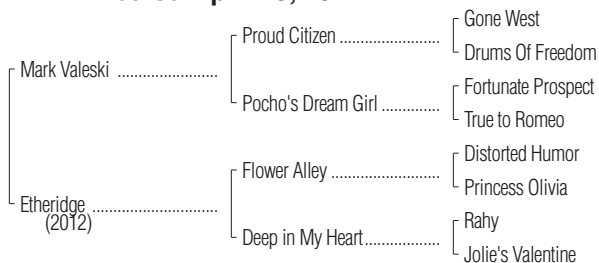 Gone West
Proud Citizen ....................
Drums Of Freedom
Mark Valeski ........................
Fortunate Prospect
Pocho's Dream Girl ..............
True to Romeo
Distorted Humor
Flower Alley ......................
Princess Olivia
Etheridge ..............................
(2012)
Rahy
Deep in My Heart..................
Jolie's Valentine